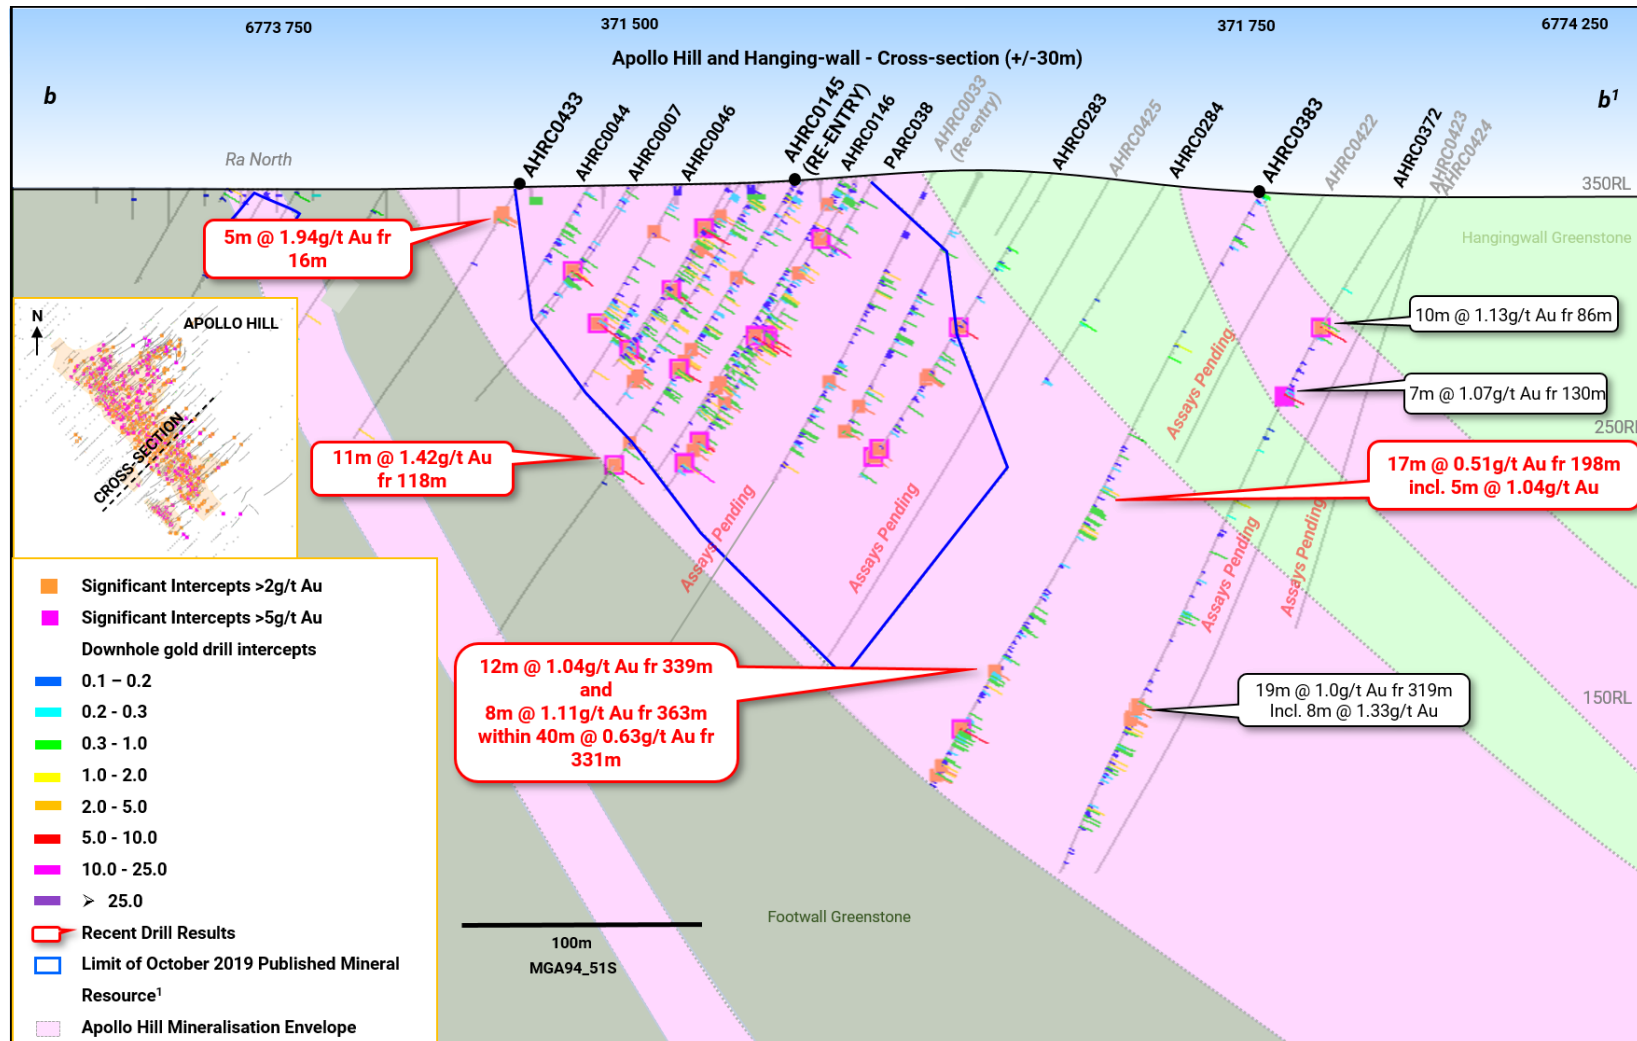 6773 750
371 500
371 750
6774 250
Apollo Hill and Hanging-wall - Cross-section (+/-30m)
b
b¹
Ra North
AHRC0433
AHRC0044
AHRC0007
AHRC0046
AHRC0145
(RE-ENTRY)
AHRC0146
PARC038
AHRC0033
(Re-entry)
AHRC0283
AHRC0425
AHRC0284
AHRC0383
AHRC0422
AHRC0372
AHRC0423
AHRC0424
350RL
Hangingwall Greenstone
5m @ 1.94g/t Au fr
16m
10m @ 1.13g/t Au fr 86m
7m @ 1.07g/t Au fr 130m
250RL
N
APOLLO HILL
CROSS-SECTION
11m @ 1.42g/t Au
fr 118m
17m @ 0.51g/t Au fr 198m
incl. 5m @ 1.04g/t Au
Assays Pending
Assays Pending
Assays Pending
Assays Pending
Assays Pending
12m @ 1.04g/t Au fr 339m
and
8m @ 1.11g/t Au fr 363m
within 40m @ 0.63g/t Au fr
331m
19m @ 1.0g/t Au fr 319m
Incl. 8m @ 1.33g/t Au
150RL
Significant Intercepts >2g/t Au
Significant Intercepts >5g/t Au
Downhole gold drill intercepts
0.1 – 0.2
0.2 - 0.3
0.3 - 1.0
1.0 - 2.0
2.0 - 5.0
5.0 - 10.0
10.0 - 25.0
➢ 25.0
Recent Drill Results
Limit of October 2019 Published Mineral
Resource¹
Apollo Hill Mineralisation Envelope
Footwall Greenstone
100m
MGA94_51S